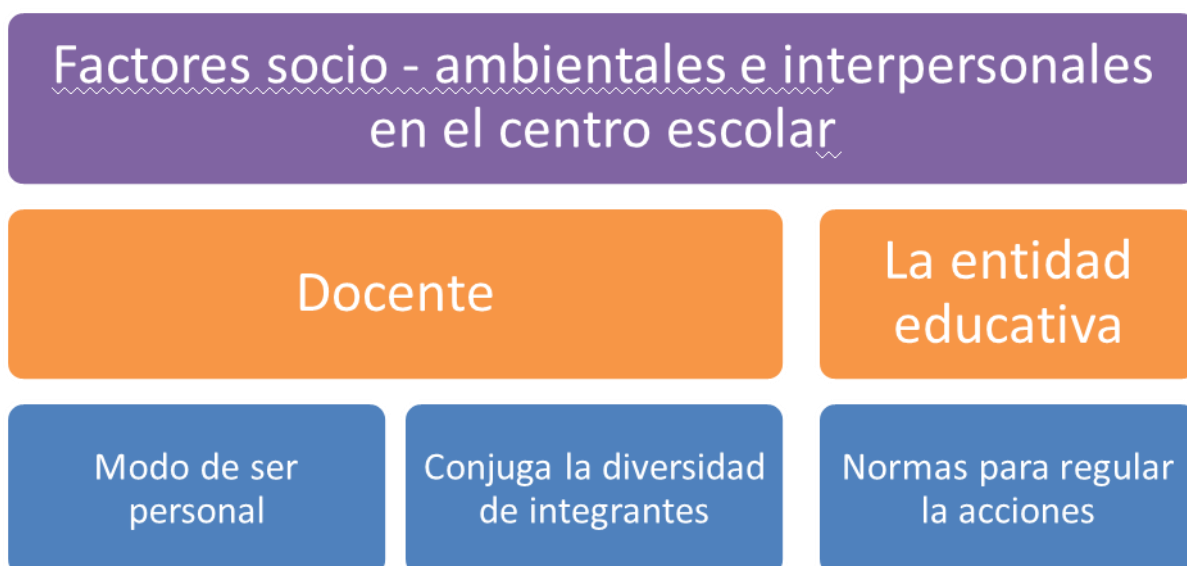 Factores socio - ambientales e interpersonales
en el centro escolar
Docente
La entidad
educativa
Modo de ser
personal
Conjuga la diversidad
de integrantes
Normas para regular
la acciones